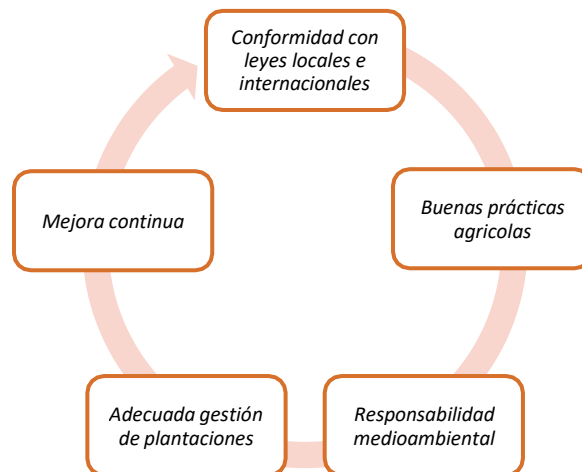 Conformidad con
leyes locales e
internacionales
Buenas prácticas
agricolas
Responsabilidad
medioambiental
Adecuada gestión
de plantaciones
Mejora continua